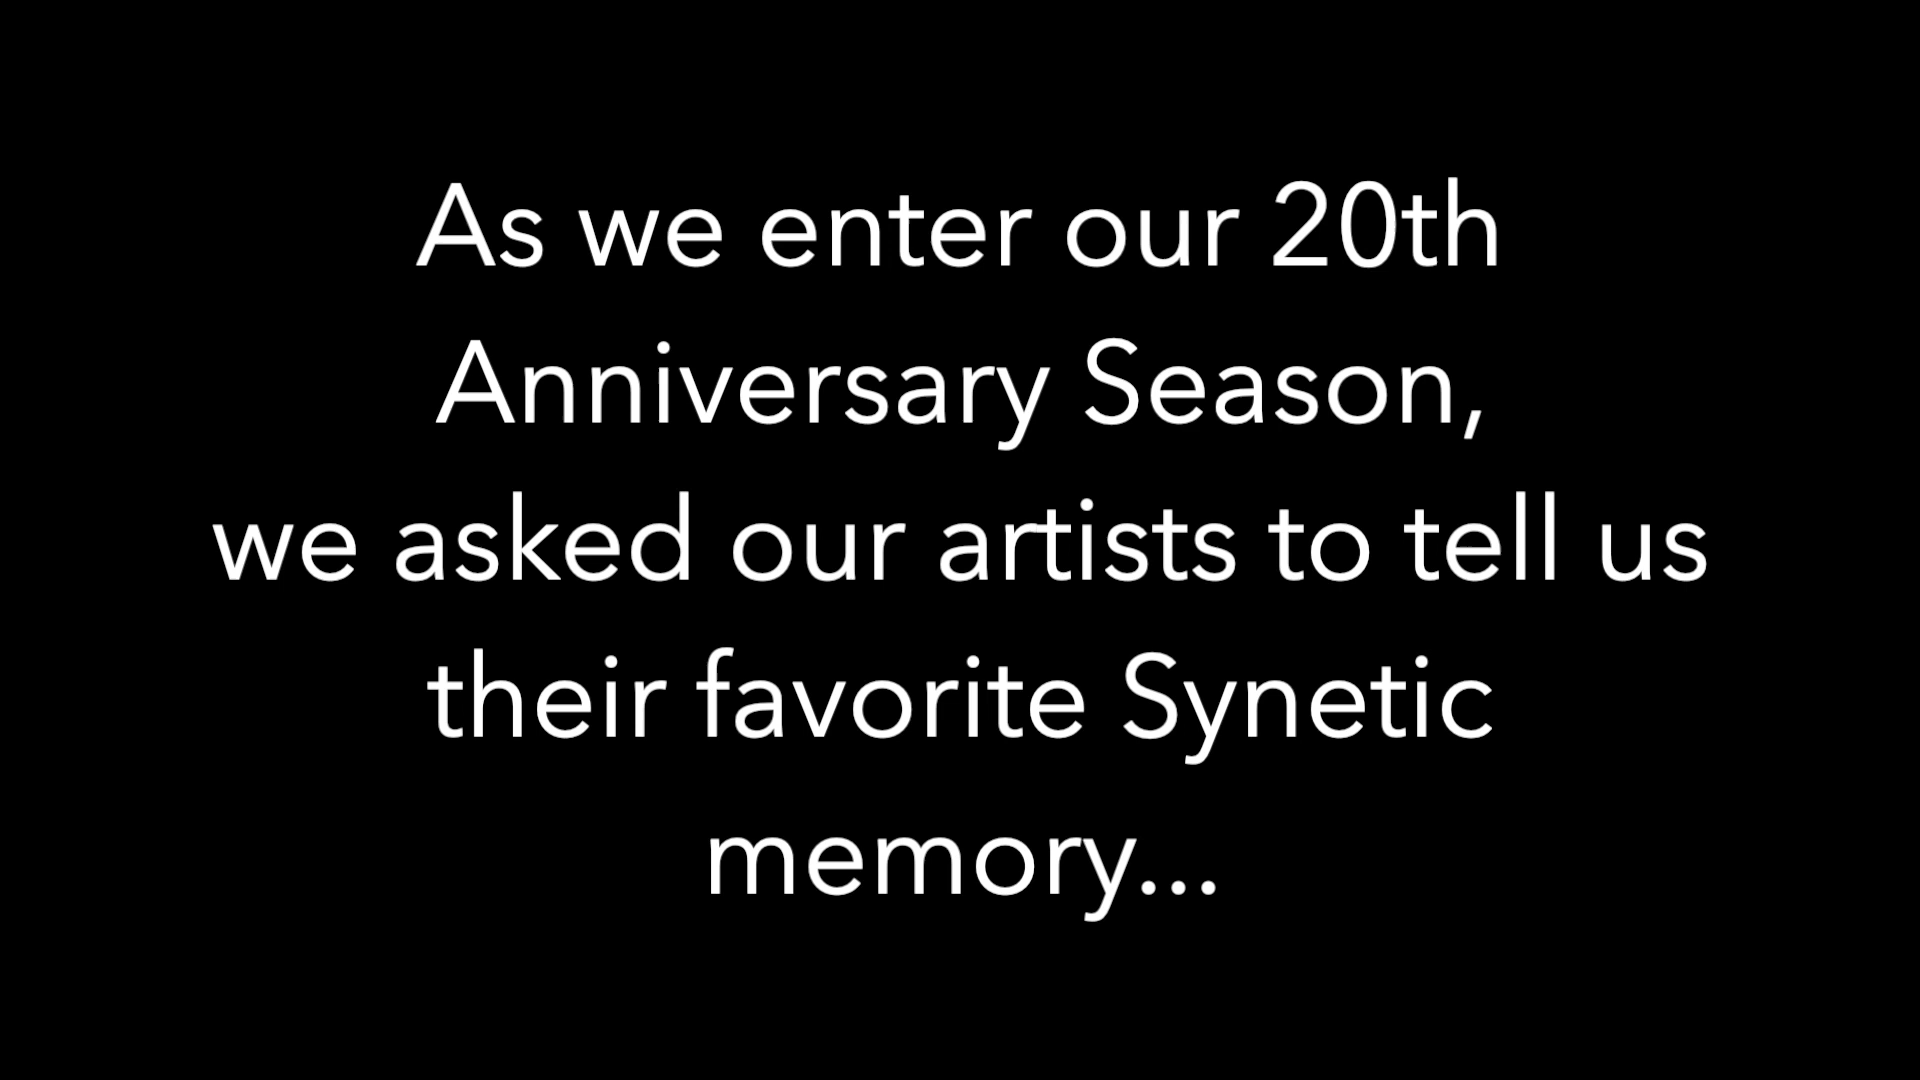 As we enter our 20th
Anniversary Season,
we asked our artists to tell us
their favorite Synetic
memory...